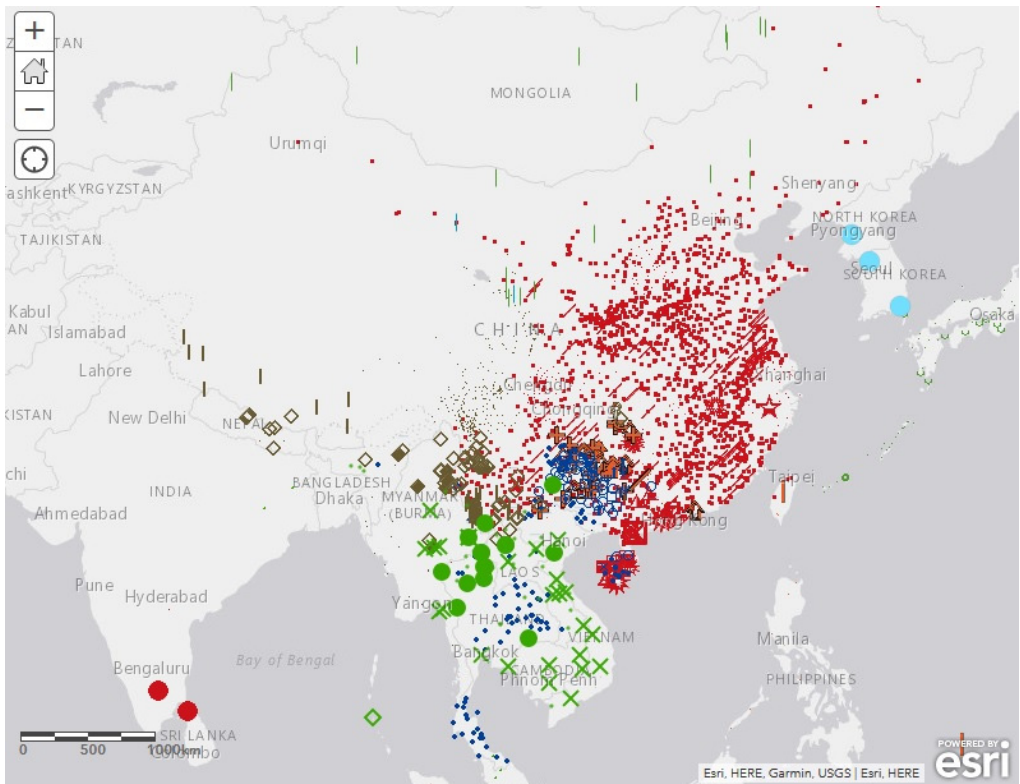 +
−
MONGOLIA
Urumqi
Shenyang
KYRGYZSTAN
Beijing
NORTH KOREA
Pyongyang
TAJIKISTAN
Seoul
SOUTH KOREA
Kabul
Islamabad
CHINA
Osaka
Lahore
Shanghai
Chengdu
Chongqing
New Delhi
NEPAL
Taipei
INDIA
BANGLADESH
Dhaka
MYANMAR
(BURMA)
Ahmedabad
Hong Kong
Hanoi
LAOS
Pune
Hyderabad
Yangon
THAILAND
VIETNAM
Manila
Bay of Bengal
Bangkok
CAMBODIA
Phnom Penh
PHILIPPINES
Bengaluru
SRI LANKA
Colombo
0 500 1000km
POWERED BY
esri
Esri, HERE, Garmin, USGS | Esri, HERE